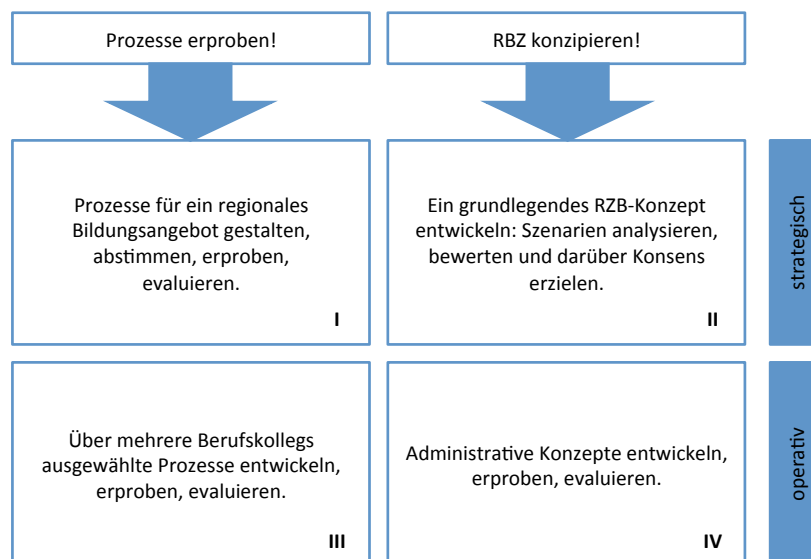 Prozesse erproben!
RBZ konzipieren!
Prozesse für ein regionales
Bildungsangebot gestalten,
abstimmen, erproben,
evaluieren.
I
Ein grundlegendes RZB-Konzept
entwickeln: Szenarien analysieren,
bewerten und darüber Konsens
erzielen.
II
strategisch
Über mehrere Berufskollegs
ausgewählte Prozesse entwickeln,
erproben, evaluieren.
III
Administrative Konzepte entwickeln,
erproben, evaluieren.
IV
operativ